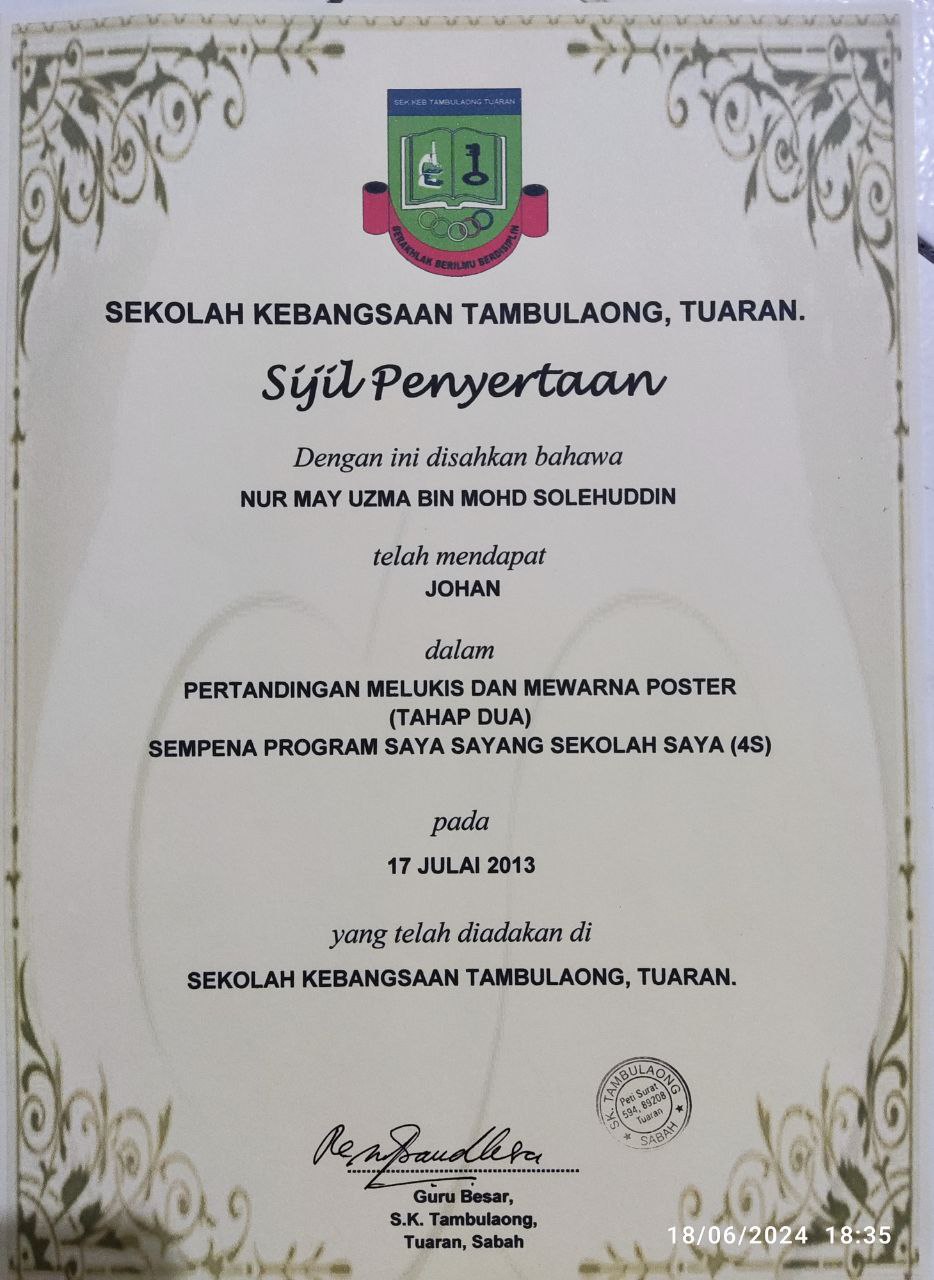 SEK.KEB TAMBULAONG TUARAN
BERAKHLAK BERILMU BERDISIPLIN
SEKOLAH KEBANGSAAN TAMBULAONG, TUARAN.
Sijil Penyertaan
Dengan ini disahkan bahawa
NUR MAY UZMA BIN MOHD SOLEHUDDIN
telah mendapat
JOHAN
dalam
PERTANDINGAN MELUKIS DAN MEWARNA POSTER
(TAHAP DUA)
SEMPENA PROGRAM SAYA SAYANG SEKOLAH SAYA (4S)
pada
17 JULAI 2013
yang telah diadakan di
SEKOLAH KEBANGSAAN TAMBULAONG, TUARAN.
SK. TAMBULAONG
Peti Surat
594, 89208
Tuaran
★ SABAH ★
Guru Besar,
S.K. Tambulaong,
Tuaran, Sabah
18/06/2024 18:35